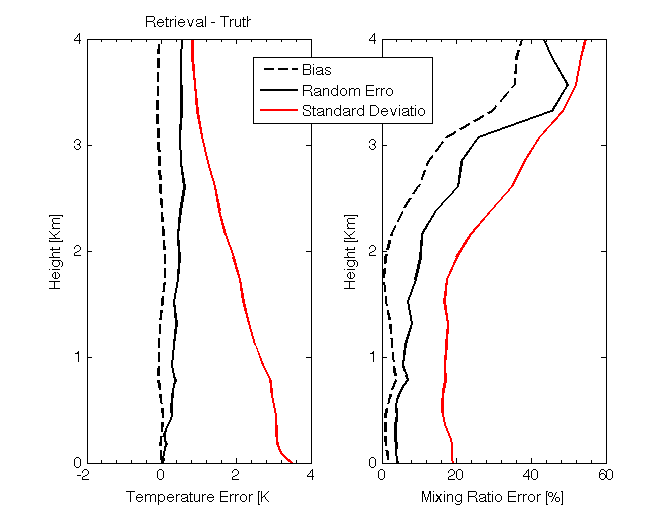 Retrieval - Truth
Bias
Random Erro
Standard Deviatio
4
3
2
1
0
Height [Km]
-2 0 2 4
Temperature Error [K
4
3
2
1
0
Height [Km]
0 20 40 60
Mixing Ratio Error [%]